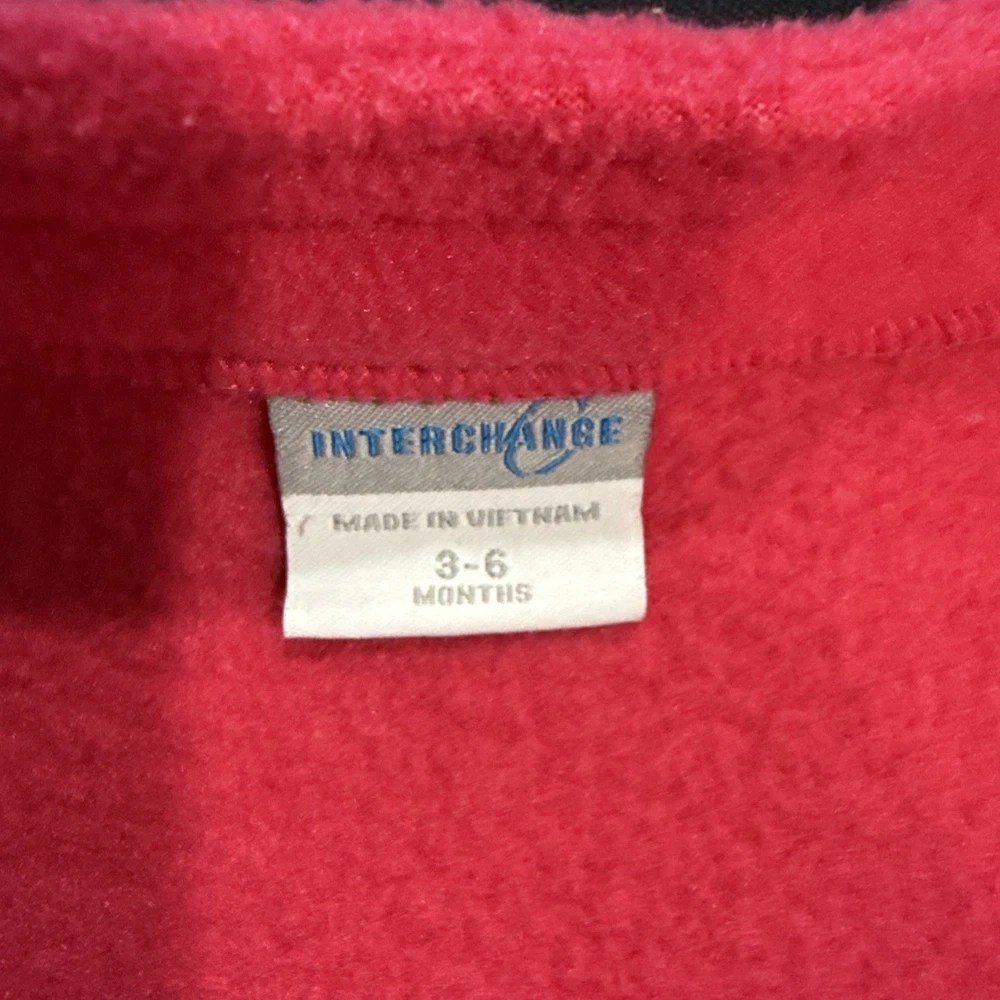 INTERCHANGE
MADE IN VIETNAM
3-6
MONTHS